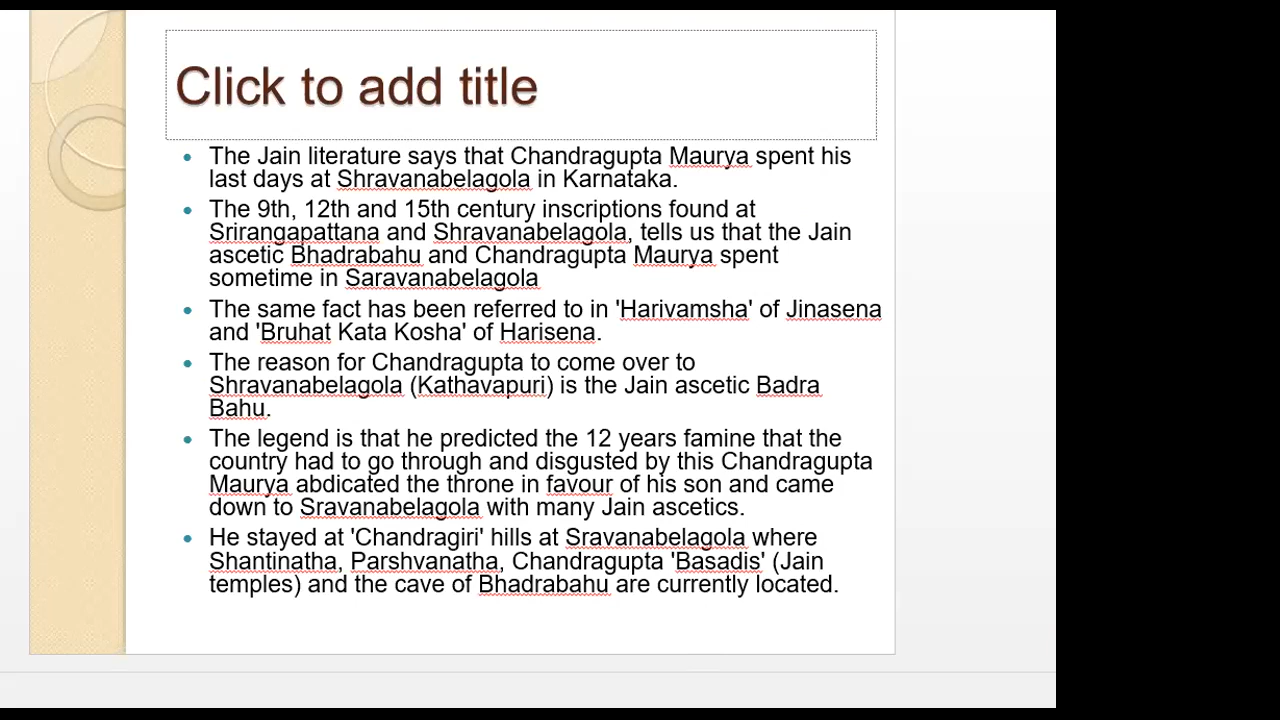 Click to add title
• The Jain literature says that Chandragupta Maurya spent his
last days at Shravanabelagola in Karnataka.
• The 9th, 12th and 15th century inscriptions found at
Srirangapattana and Shravanabelagola, tells us that the Jain
ascetic Bhadrabahu and Chandragupta Maurya spent
sometime in Saravanabelagola
• The same fact has been referred to in 'Harivamsha' of Jinasena
and 'Bruhat Kata Kosha' of Harisena.
• The reason for Chandragupta to come over to
Shravanabelagola (Kathavapuri) is the Jain ascetic Badra
Bahu.
• The legend is that he predicted the 12 years famine that the
country had to go through and disgusted by this Chandragupta
Maurya abdicated the throne in favour of his son and came
down to Sravanabelagola with many Jain ascetics.
• He stayed at 'Chandragiri' hills at Sravanabelagola where
Shantinatha, Parshvanatha, Chandragupta 'Basadis' (Jain
temples) and the cave of Bhadrabahu are currently located.